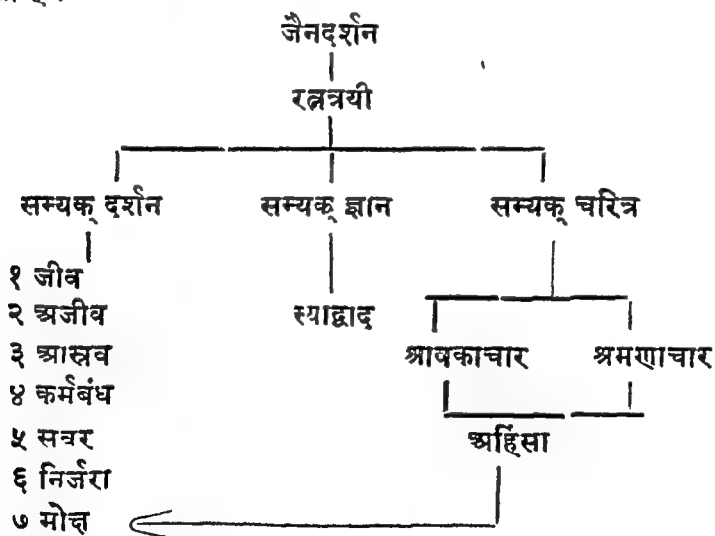 जैनदर्शन
रत्नत्रयी
सम्यक् दर्शन सम्यक् ज्ञान सम्यक् चरित्र
१ जीव
२ अजीव स्याद्वाद
३ आस्रव श्रावकाचार श्रमणाचार
४ कर्मबंध
५ सवर अहिंसा
६ निर्जरा
७ मोक्ष